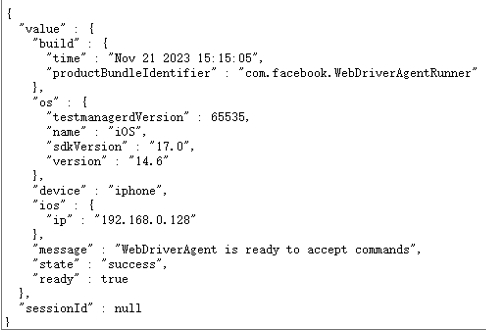 {
  "value" : {
    "build" : {
      "time" : "Nov 21 2023 15:15:05",
      "productBundleIdentifier" : "com.facebook.WebDriverAgentRunner"
    },
    "os" : {
      "testmanagerdVersion" : 65535,
      "name" : "iOS",
      "sdkVersion" : "17.0",
      "version" : "14.6"
    },
    "device" : "iphone",
    "ios" : {
      "ip" : "192.168.0.128"
    },
    "message" : "WebDriverAgent is ready to accept commands",
    "state" : "success",
    "ready" : true
  },
  "sessionId" : null
}